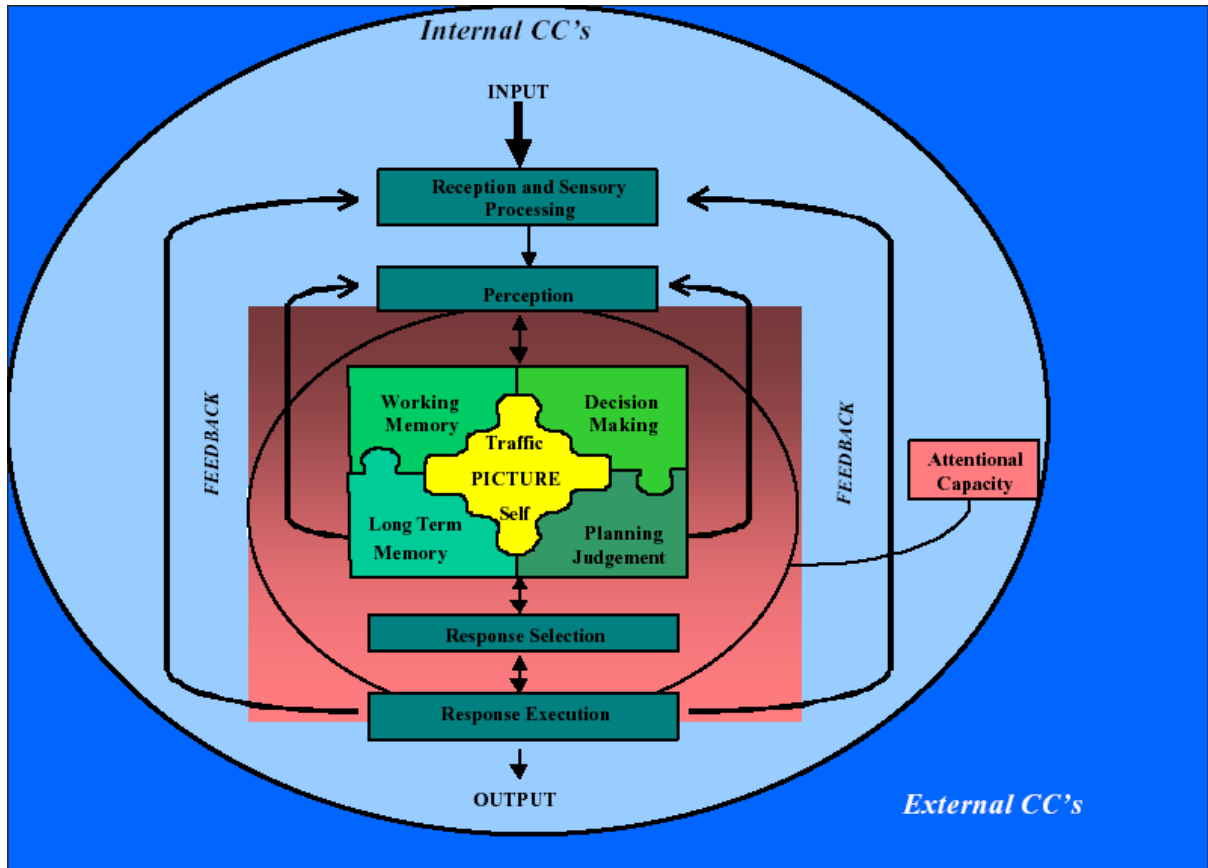 Internal CC's
INPUT
Reception and Sensory
Processing
Perception
Working
Memory
Decision
Making
Traffic
PICTURE
Self
Long Term
Memory
Planning
Judgement
FEEDBACK
FEEDBACK
Attentional
Capacity
Response Selection
Response Execution
OUTPUT
External CC's